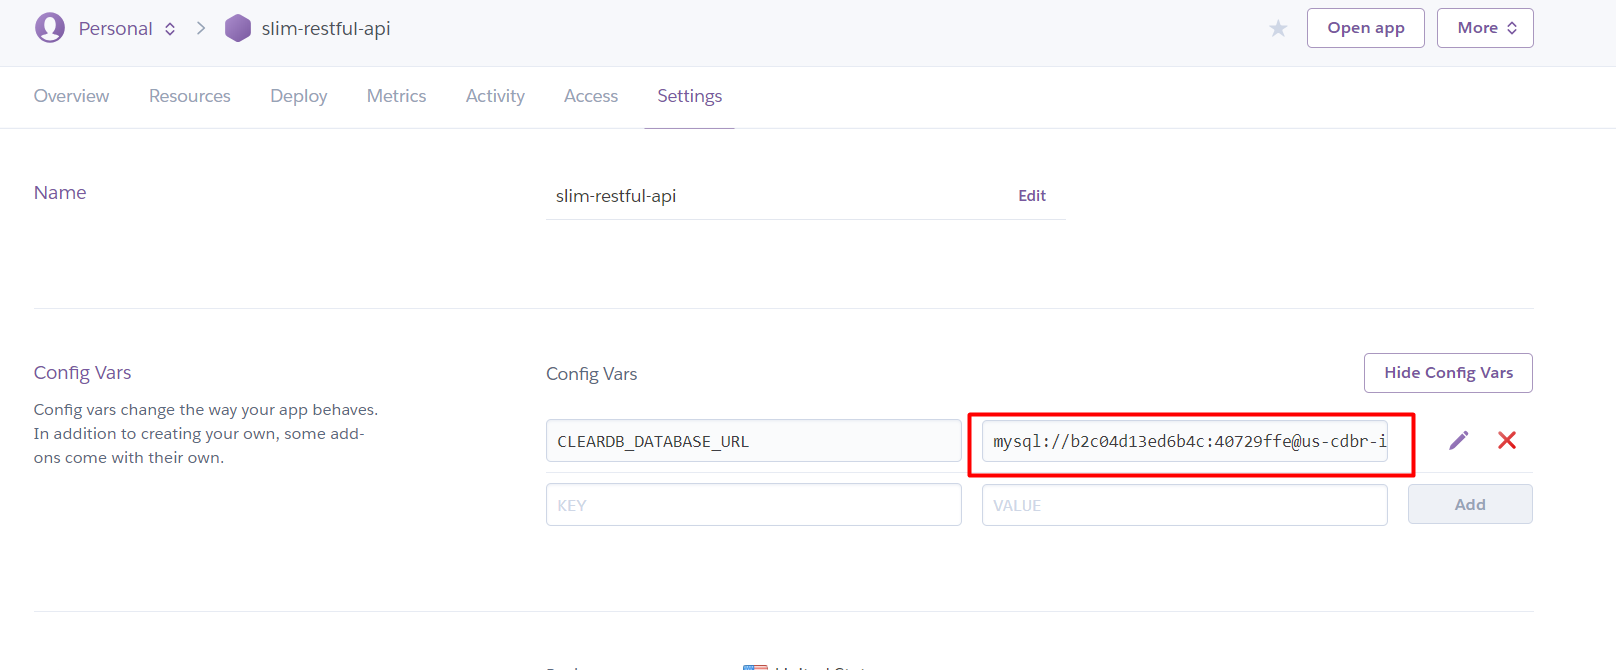 Personal slim-restful-api Open app More
Overview Resources Deploy Metrics Activity Access Settings
Name slim-restful-api Edit
Config Vars Config Vars Hide Config Vars
Config vars change the way your app behaves.
In addition to creating your own, some add-
ons come with their own.
CLEARDB_DATABASE_URL mysql://b2c04d13ed6b4c:40729ffe@us-cdbr-i
KEY VALUE Add